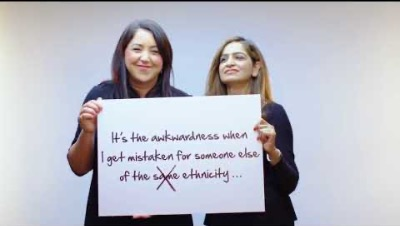 It's the awkwardness when
I get mistaken for someone else
of the same ethnicity...